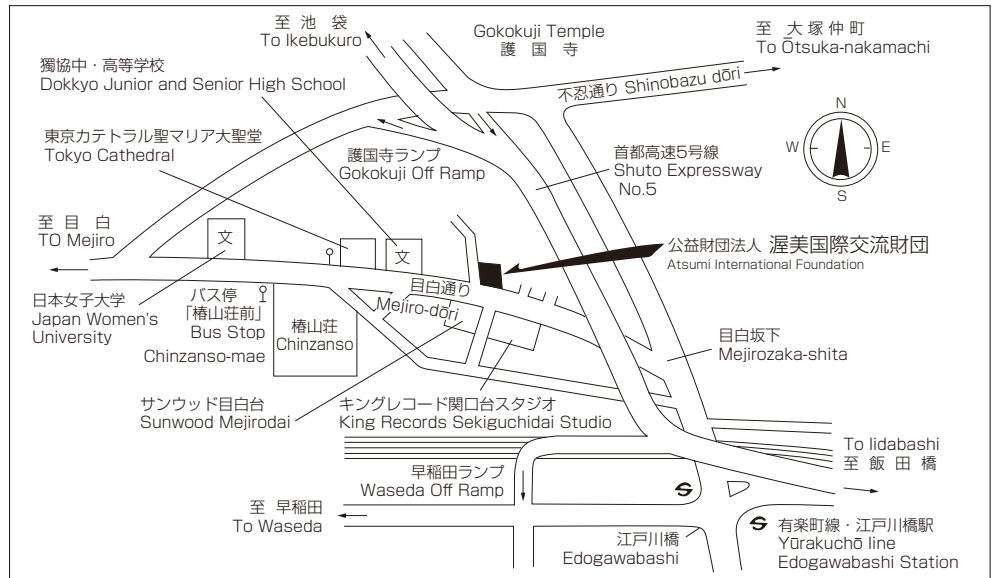 至 池 袋
To Ikebukuro
Gokokuji Temple
護 国 寺
至 大 塚 仲 町
To Ōtsuka-nakamachi
獨協中・高等学校
Dokkyo Junior and Senior High School
不忍通り Shinobazu dōri
東京カテトラル聖マリア大聖堂
Tokyo Cathedral
護国寺ランプ
Gokokuji Off Ramp
首都高速5号線
Shuto Expressway
No.5
N
W
E
S
至 目 白
TO Mejiro
文
文
公益財団法人 渥美国際交流財団
Atsumi International Foundation
目白通り
Mejiro-dōri
日本女子大学
Japan Women's
University
バス停
「椿山荘前」
Bus Stop
Chinzanso-mae
椿山荘
Chinzanso
目白坂下
Mejirozaka-shita
サンウッド目白台
Sunwood Mejirodai
キングレコード関口台スタジオ
King Records Sekiguchidai Studio
To Iidabashi
至 飯 田 橋
早稲田ランプ
Waseda Off Ramp
至 早稲田
To Waseda
江戸川橋
Edogawabashi
有楽町線・江戸川橋駅
Yūrakuchō line
Edogawabashi Station